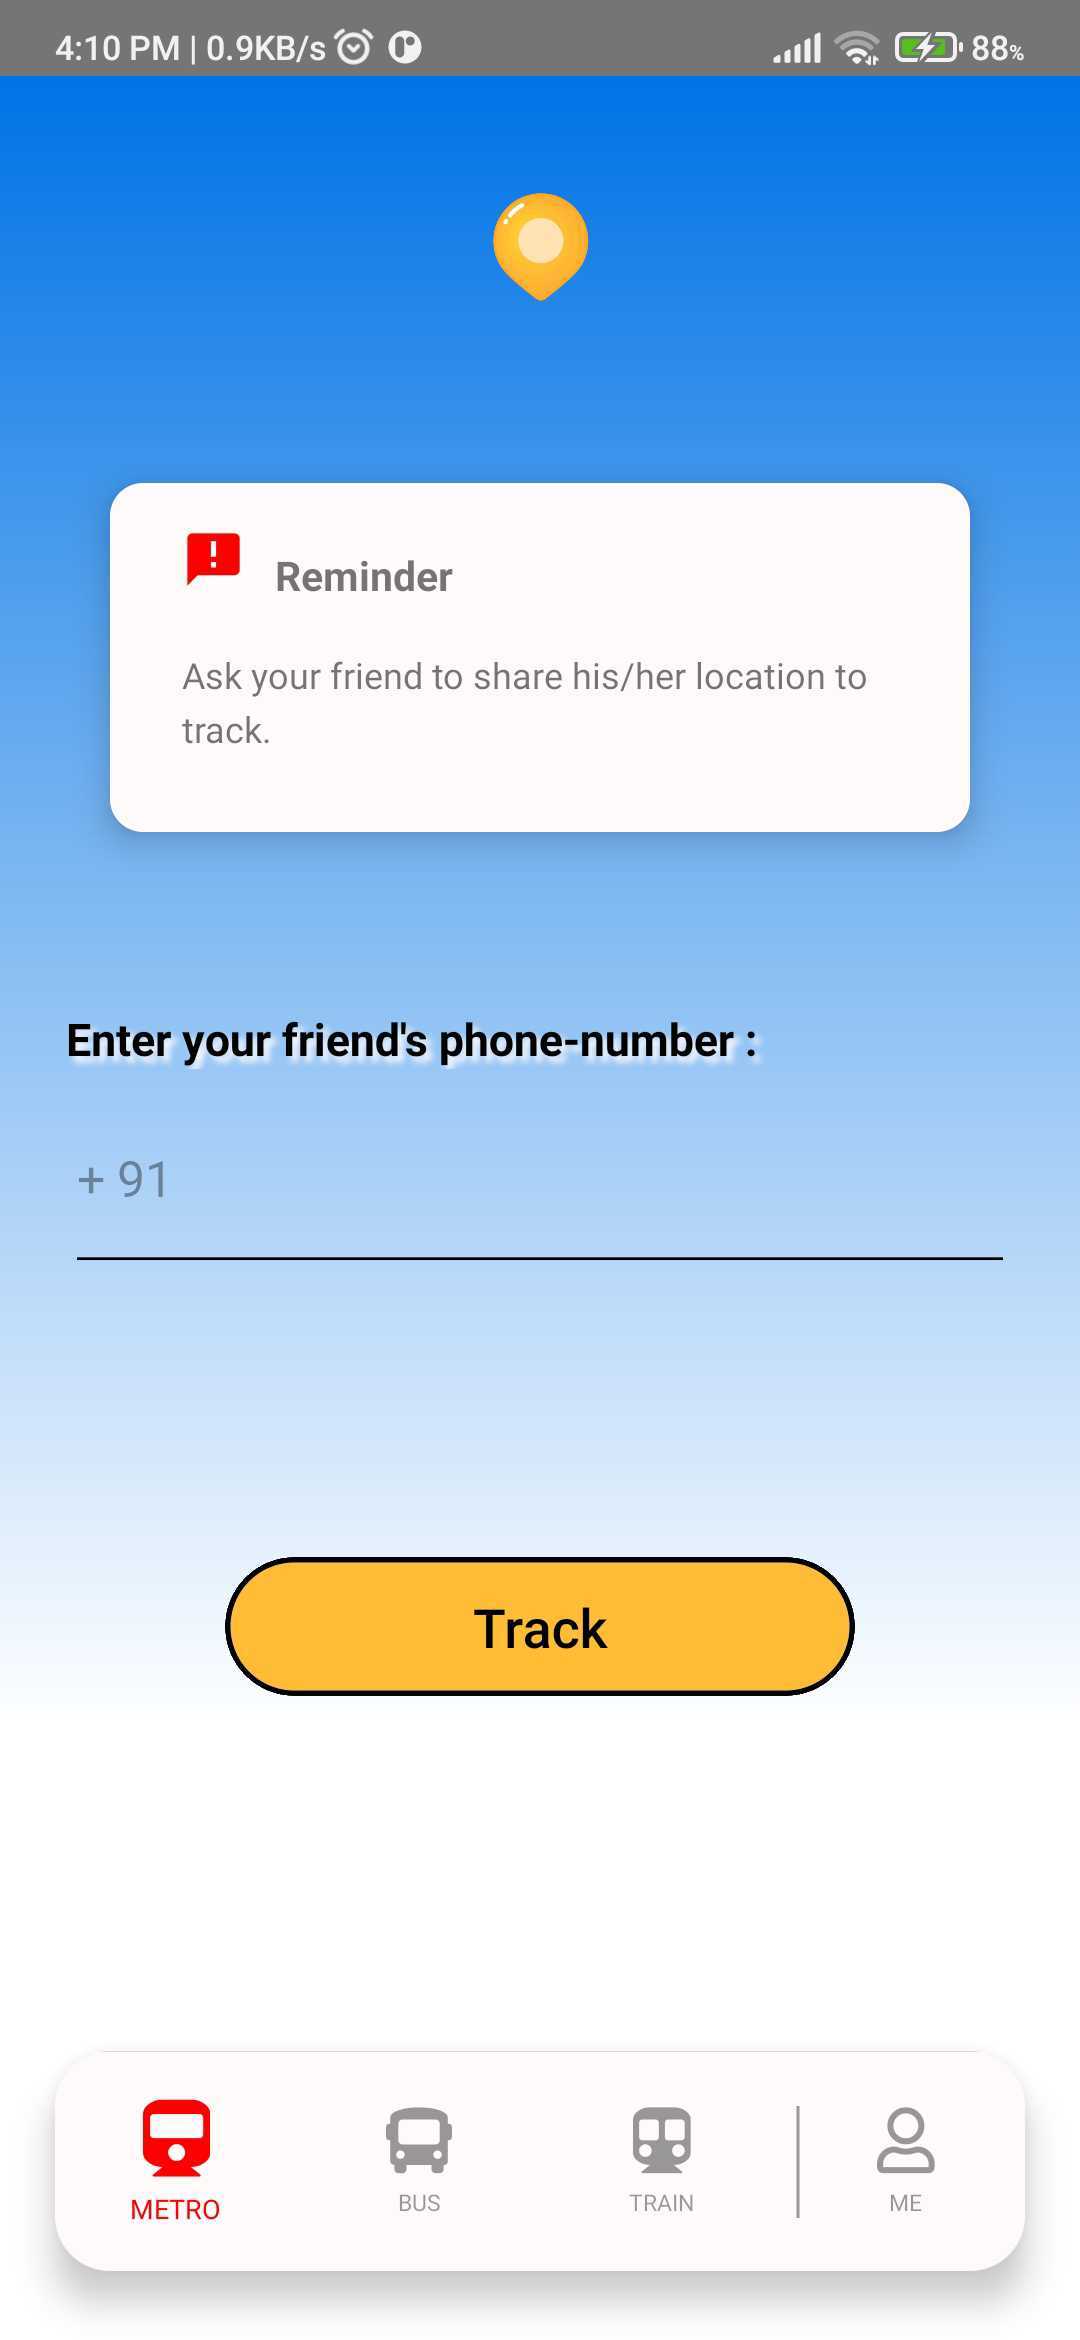 4:10 PM | 0.9KB/s 88%
Reminder
Ask your friend to share his/her location to
track.
Enter your friend's phone-number :
+ 91
Track
METRO BUS TRAIN ME